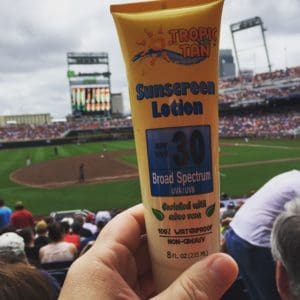 TROPIC
TAN
Sunscreen
Lotion
SPF
30
Broad Spectrum
UVA/UVB
Enriched with
aloe vera
100% WATERPROOF
NON-GREASY
8 fl oz (235 mL)